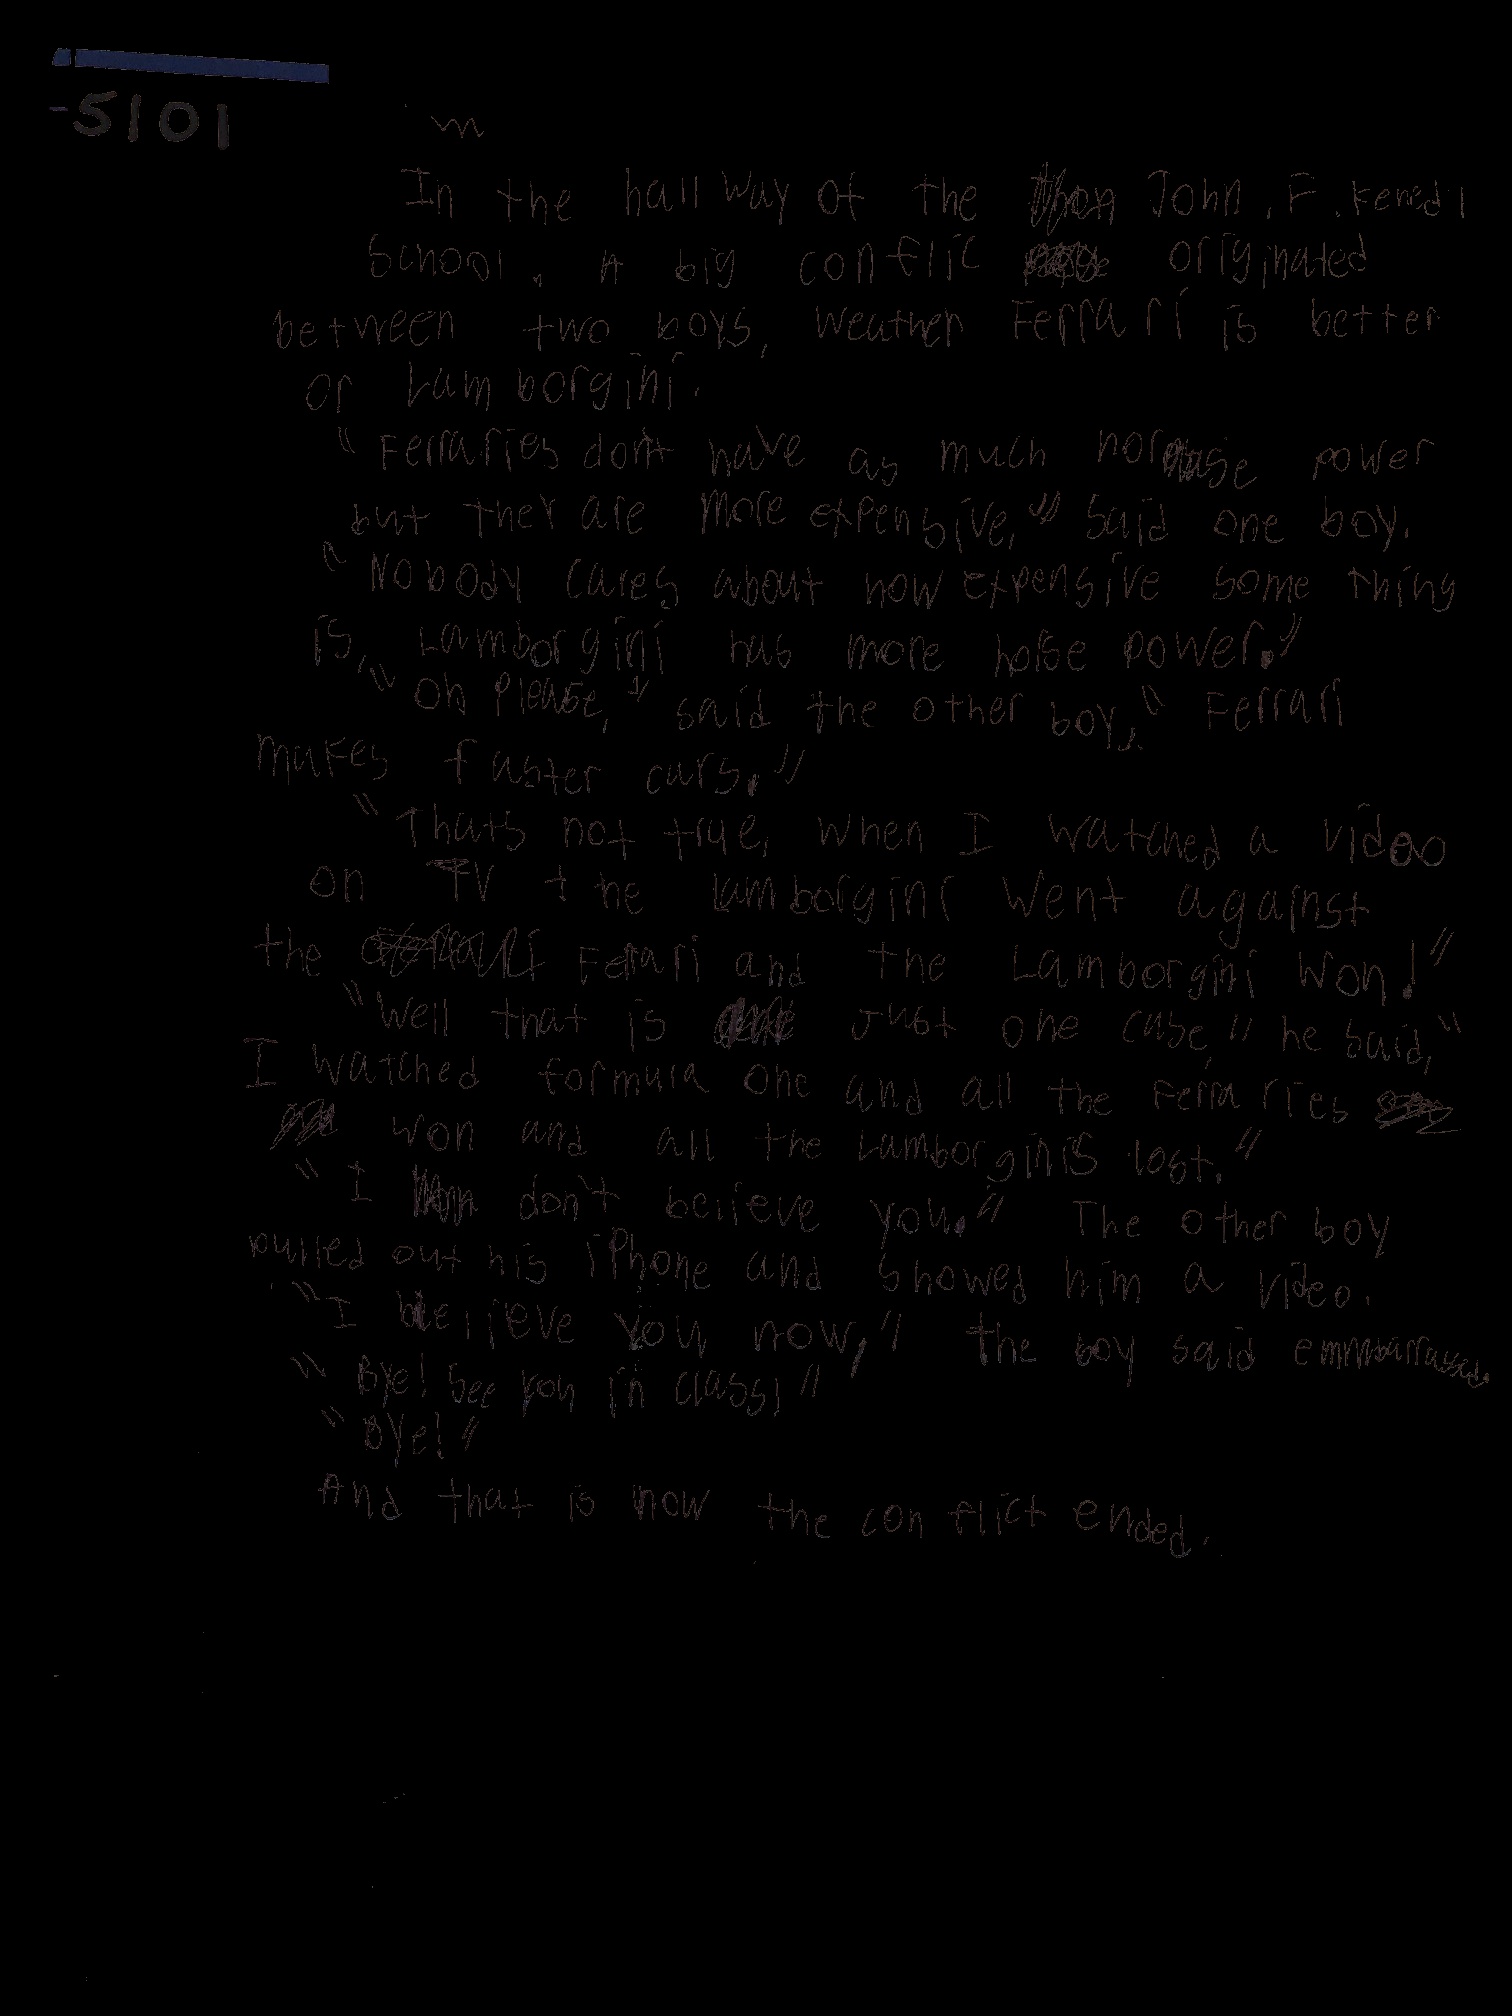 -5101
In the hallway of the John. F. Kenedi
School. A big conflic originated
between two boys, weather Ferrari is better
or Lamborgini.
"Ferraries don't have as much horse power
but they are more expensive," said one boy.
"Nobody cares about how expensive some thing
is, Lamborgini has more horse power."
"Oh please," said the other boy, "Ferrari
makes faster cars."
"Thats not true, when I watched a video
on TV the lamborgini went against
the Ferrari and the Lamborgini won!"
"Well that is just one case," he said, "
I watched formula one and all the Ferraries
won and all the Lamborginis lost."
"I don't believe you." The other boy
pulled out his iPhone and showed him a video.
"I believe you now," the boy said emmbarrassed.
"Bye! See you in class!"
"Bye!"
And that is how the conflict ended.